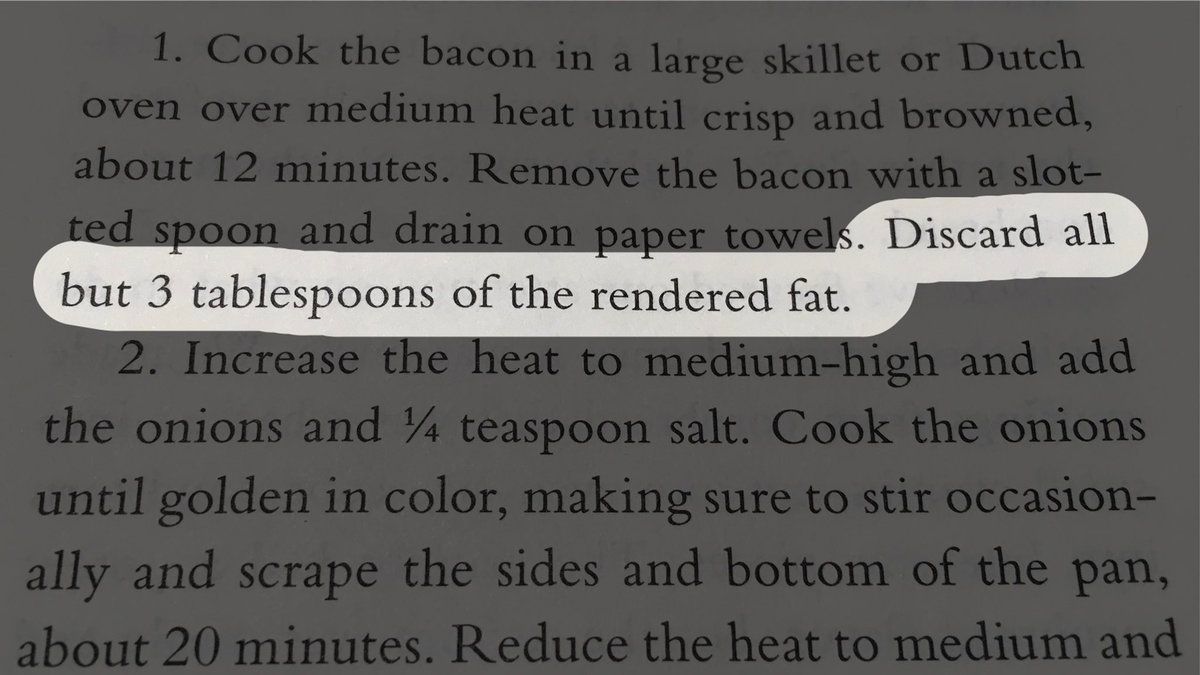 1. Cook the bacon in a large skillet or Dutch
oven over medium heat until crisp and browned,
about 12 minutes. Remove the bacon with a slot-
ted spoon and drain on paper towels. Discard all
but 3 tablespoons of the rendered fat.
2. Increase the heat to medium-high and add
the onions and ¼ teaspoon salt. Cook the onions
until golden in color, making sure to stir occasion-
ally and scrape the sides and bottom of the pan,
about 20 minutes. Reduce the heat to medium and